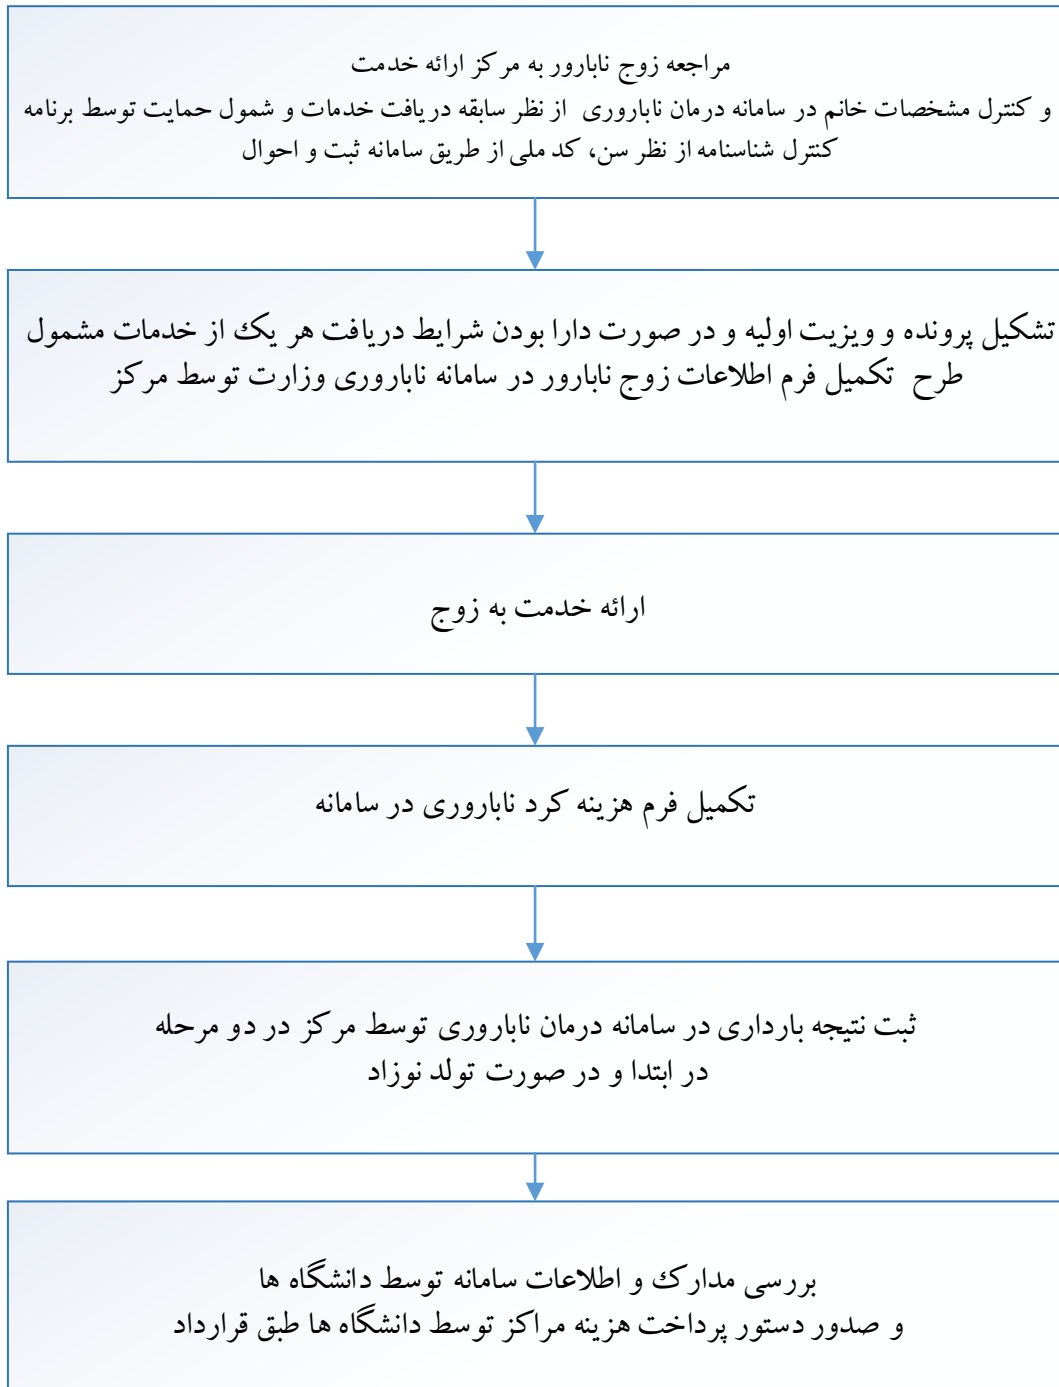 مراجعه زوج نابارور به مرکز ارائه خدمت
و کنترل مشخصات خانم در سامانه درمان ناباروری از نظر سابقه دریافت خدمات و شمول حمایت توسط برنامه
کنترل شناسنامه از نظر سن، کد ملی از طریق سامانه ثبت و احوال
تشکیل پرونده و ویزیت اولیه و در صورت دارا بودن شرایط دریافت هر یک از خدمات مشمول
طرح تکمیل فرم اطلاعات زوج نابارور در سامانه ناباروری وزارت توسط مرکز
ارائه خدمت به زوج
تکمیل فرم هزینه کرد ناباروری در سامانه
ثبت نتیجه بارداری در سامانه درمان ناباروری توسط مرکز در دو مرحله
در ابتدا و در صورت تولد نوزاد
بررسی مدارک و اطلاعات سامانه توسط دانشگاه ها
و صدور دستور پرداخت هزینه مراکز توسط دانشگاه ها طبق قرارداد